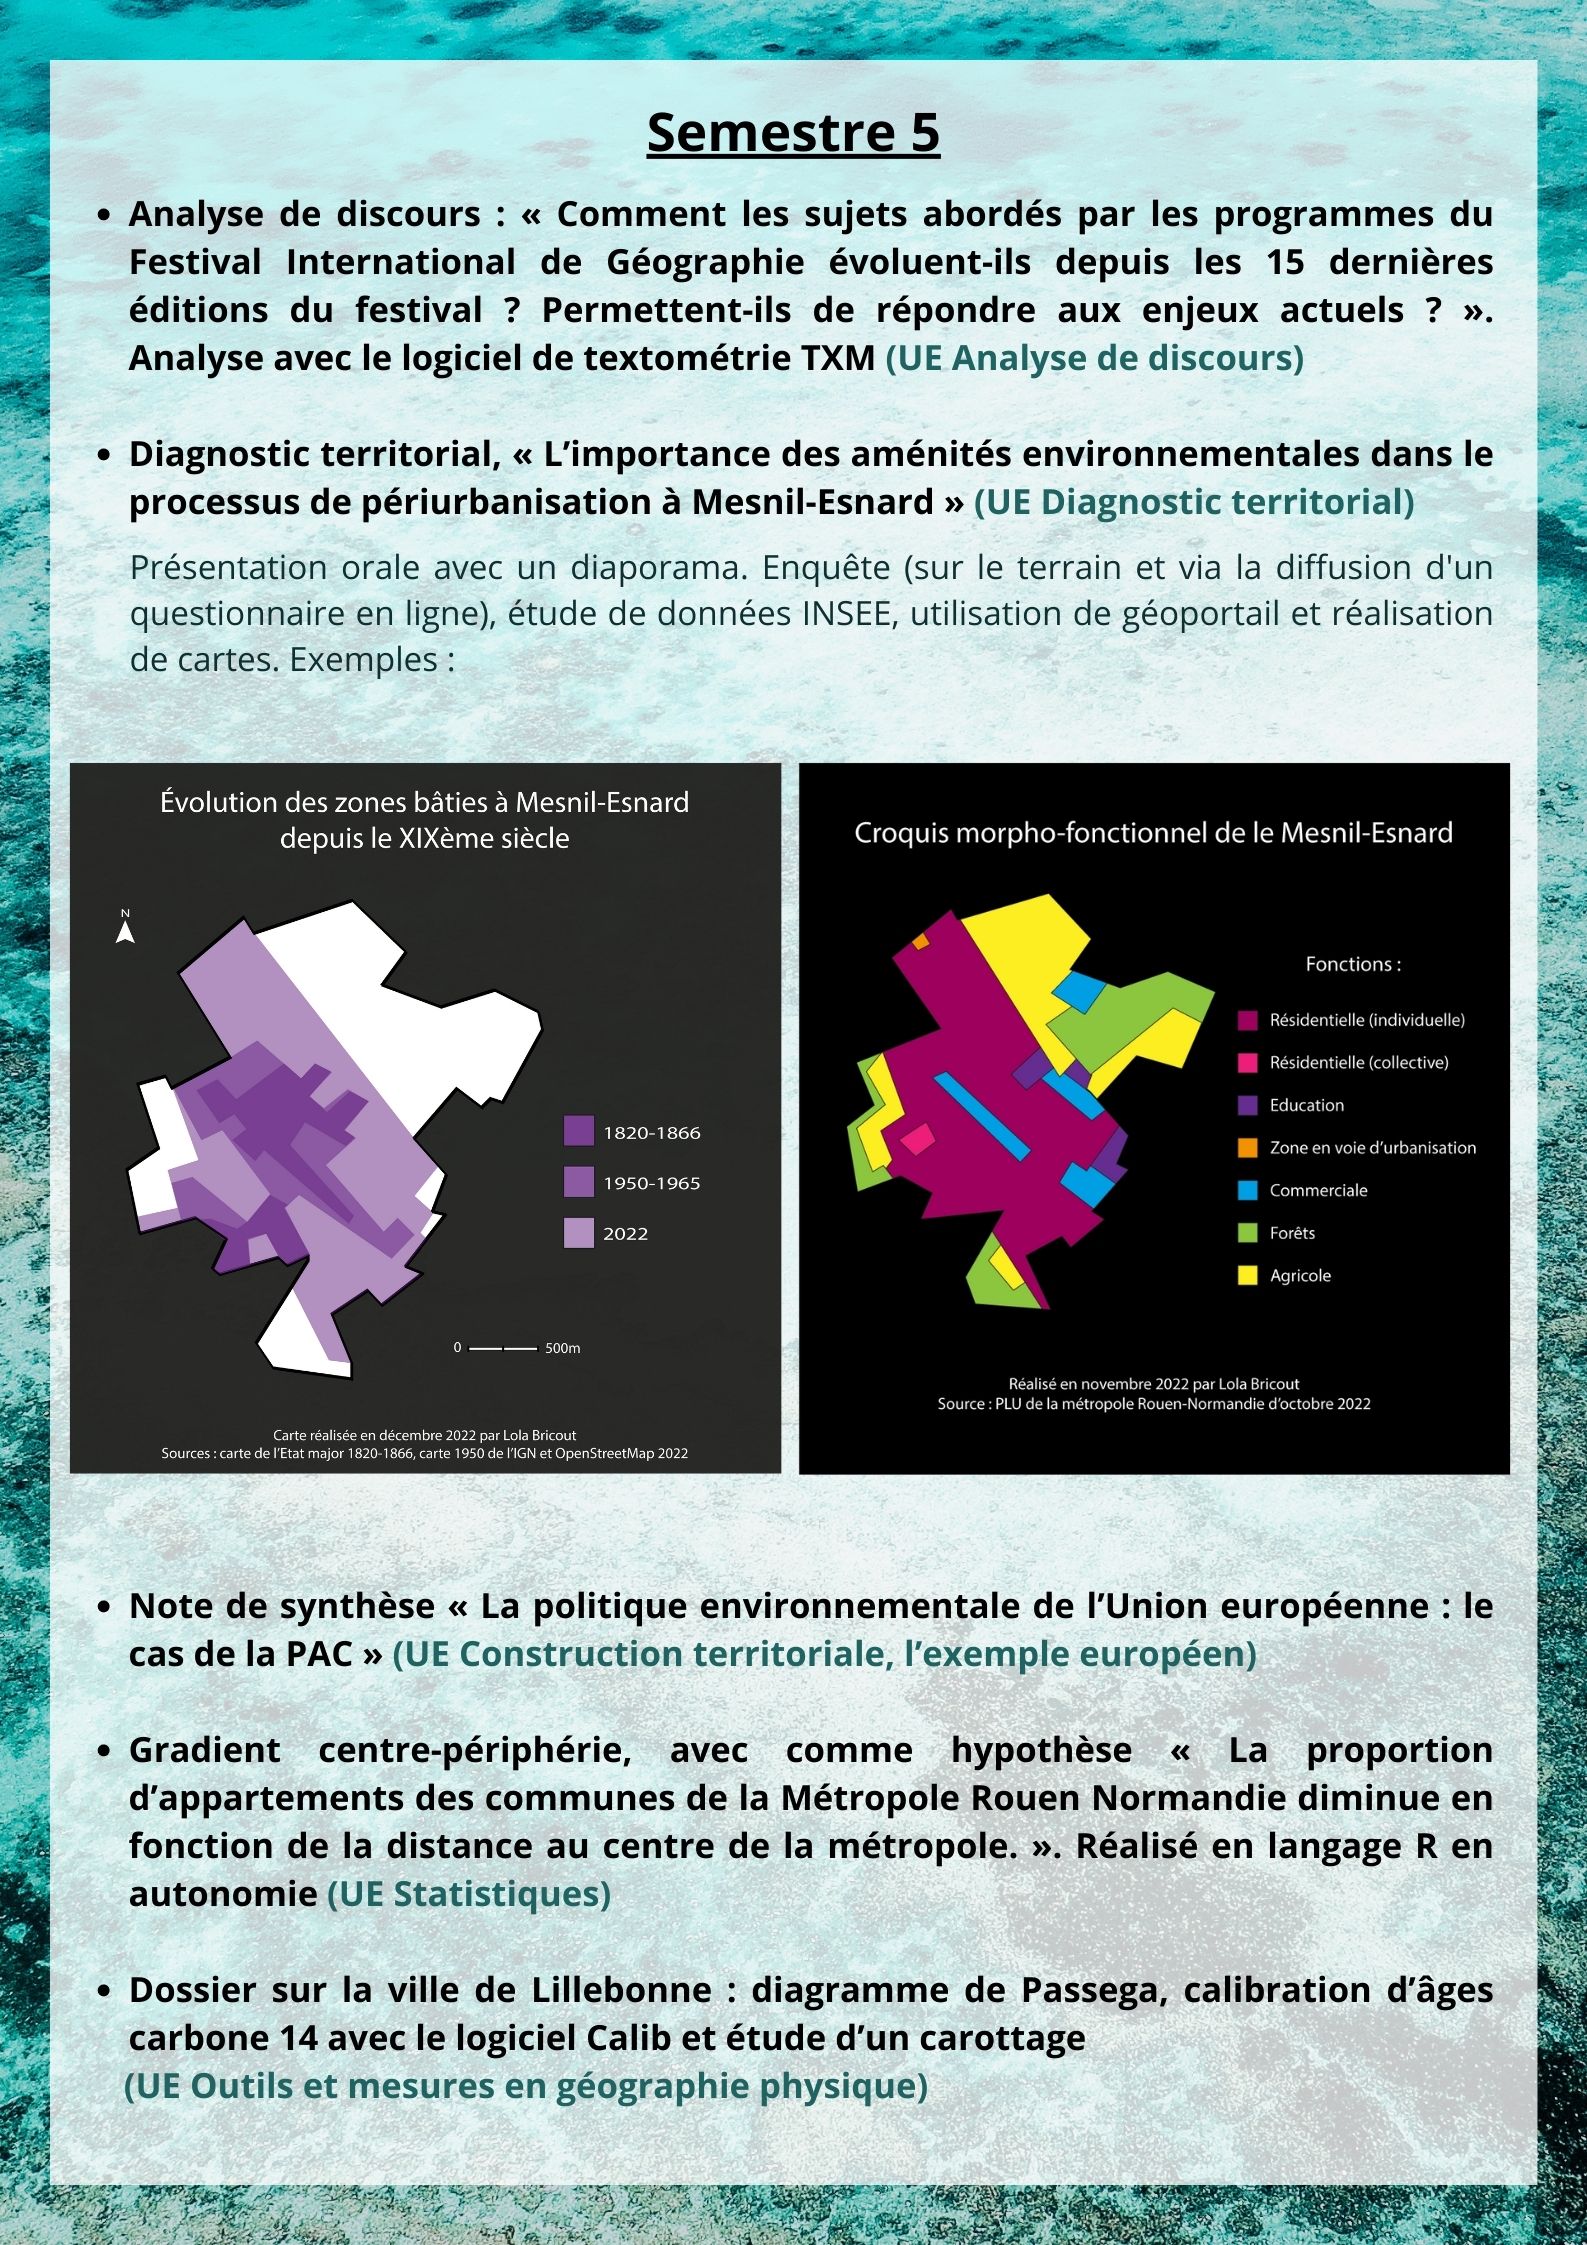 Semestre 5
• Analyse de discours : « Comment les sujets abordés par les programmes du
Festival International de Géographie évoluent-ils depuis les 15 dernières
éditions du festival ? Permettent-ils de répondre aux enjeux actuels ? ».
Analyse avec le logiciel de textométrie TXM (UE Analyse de discours)
• Diagnostic territorial, « L’importance des aménités environnementales dans le
processus de périurbanisation à Mesnil-Esnard » (UE Diagnostic territorial)
Présentation orale avec un diaporama. Enquête (sur le terrain et via la diffusion d'un
questionnaire en ligne), étude de données INSEE, utilisation de géoportail et réalisation
de cartes. Exemples :
Évolution des zones bâties à Mesnil-Esnard
depuis le XIXème siècle
N
1820-1866
1950-1965
2022
0
500m
Carte réalisée en décembre 2022 par Lola Bricout
Sources : carte de l’Etat major 1820-1866, carte 1950 de l’IGN et OpenStreetMap 2022
Croquis morpho-fonctionnel de le Mesnil-Esnard
Fonctions :
Résidentielle (individuelle)
Résidentielle (collective)
Education
Zone en voie d’urbanisation
Commerciale
Forêts
Agricole
Réalisé en novembre 2022 par Lola Bricout
Source : PLU de la métropole Rouen-Normandie d’octobre 2022
• Note de synthèse « La politique environnementale de l’Union européenne : le
cas de la PAC » (UE Construction territoriale, l’exemple européen)
• Gradient centre-périphérie, avec comme hypothèse « La proportion
d’appartements des communes de la Métropole Rouen Normandie diminue en
fonction de la distance au centre de la métropole. ». Réalisé en langage R en
autonomie (UE Statistiques)
• Dossier sur la ville de Lillebonne : diagramme de Passega, calibration d’âges
carbone 14 avec le logiciel Calib et étude d’un carottage
(UE Outils et mesures en géographie physique)